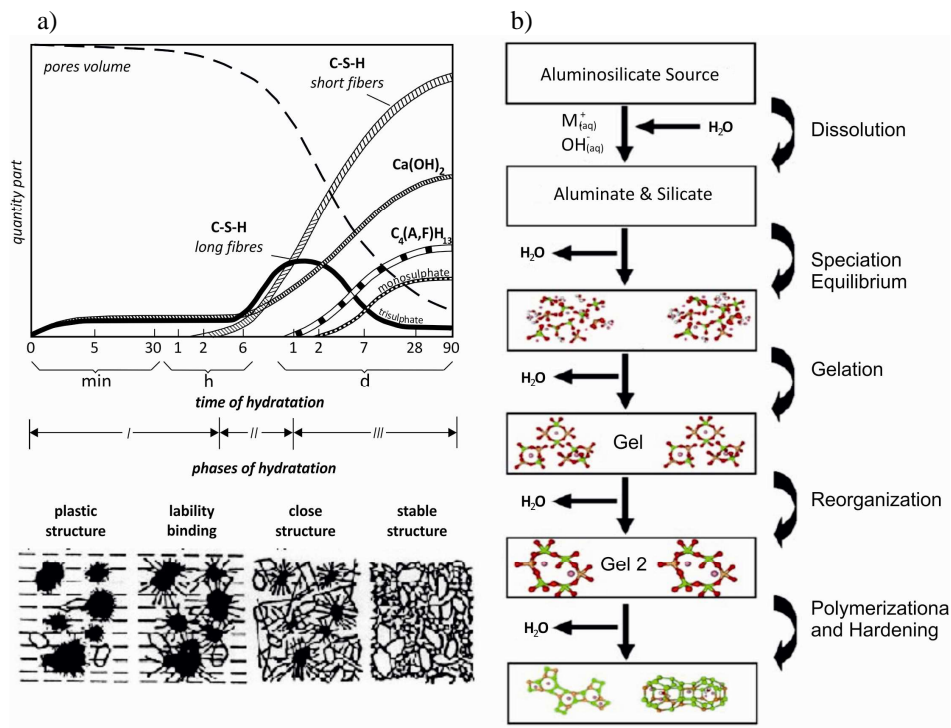 a)
pores volume
C-S-H
short fibers
Ca(OH)2
C-S-H
long fibres
C4(A,F)H13
monosulphate
trisulphate
quantity part
0 5 30 1 2 6 1 2 7 28 90
min h d
time of hydratation
I II III
phases of hydratation
plastic
structure
lability
binding
close
structure
stable
structure
b)
Aluminosilicate Source
M+(aq)
OH-(aq)
H2O
Dissolution
Aluminate & Silicate
H2O
Speciation
Equilibrium
H2O
Gelation
Gel
H2O
Reorganization
Gel 2
H2O
Polymerizationa
and Hardening